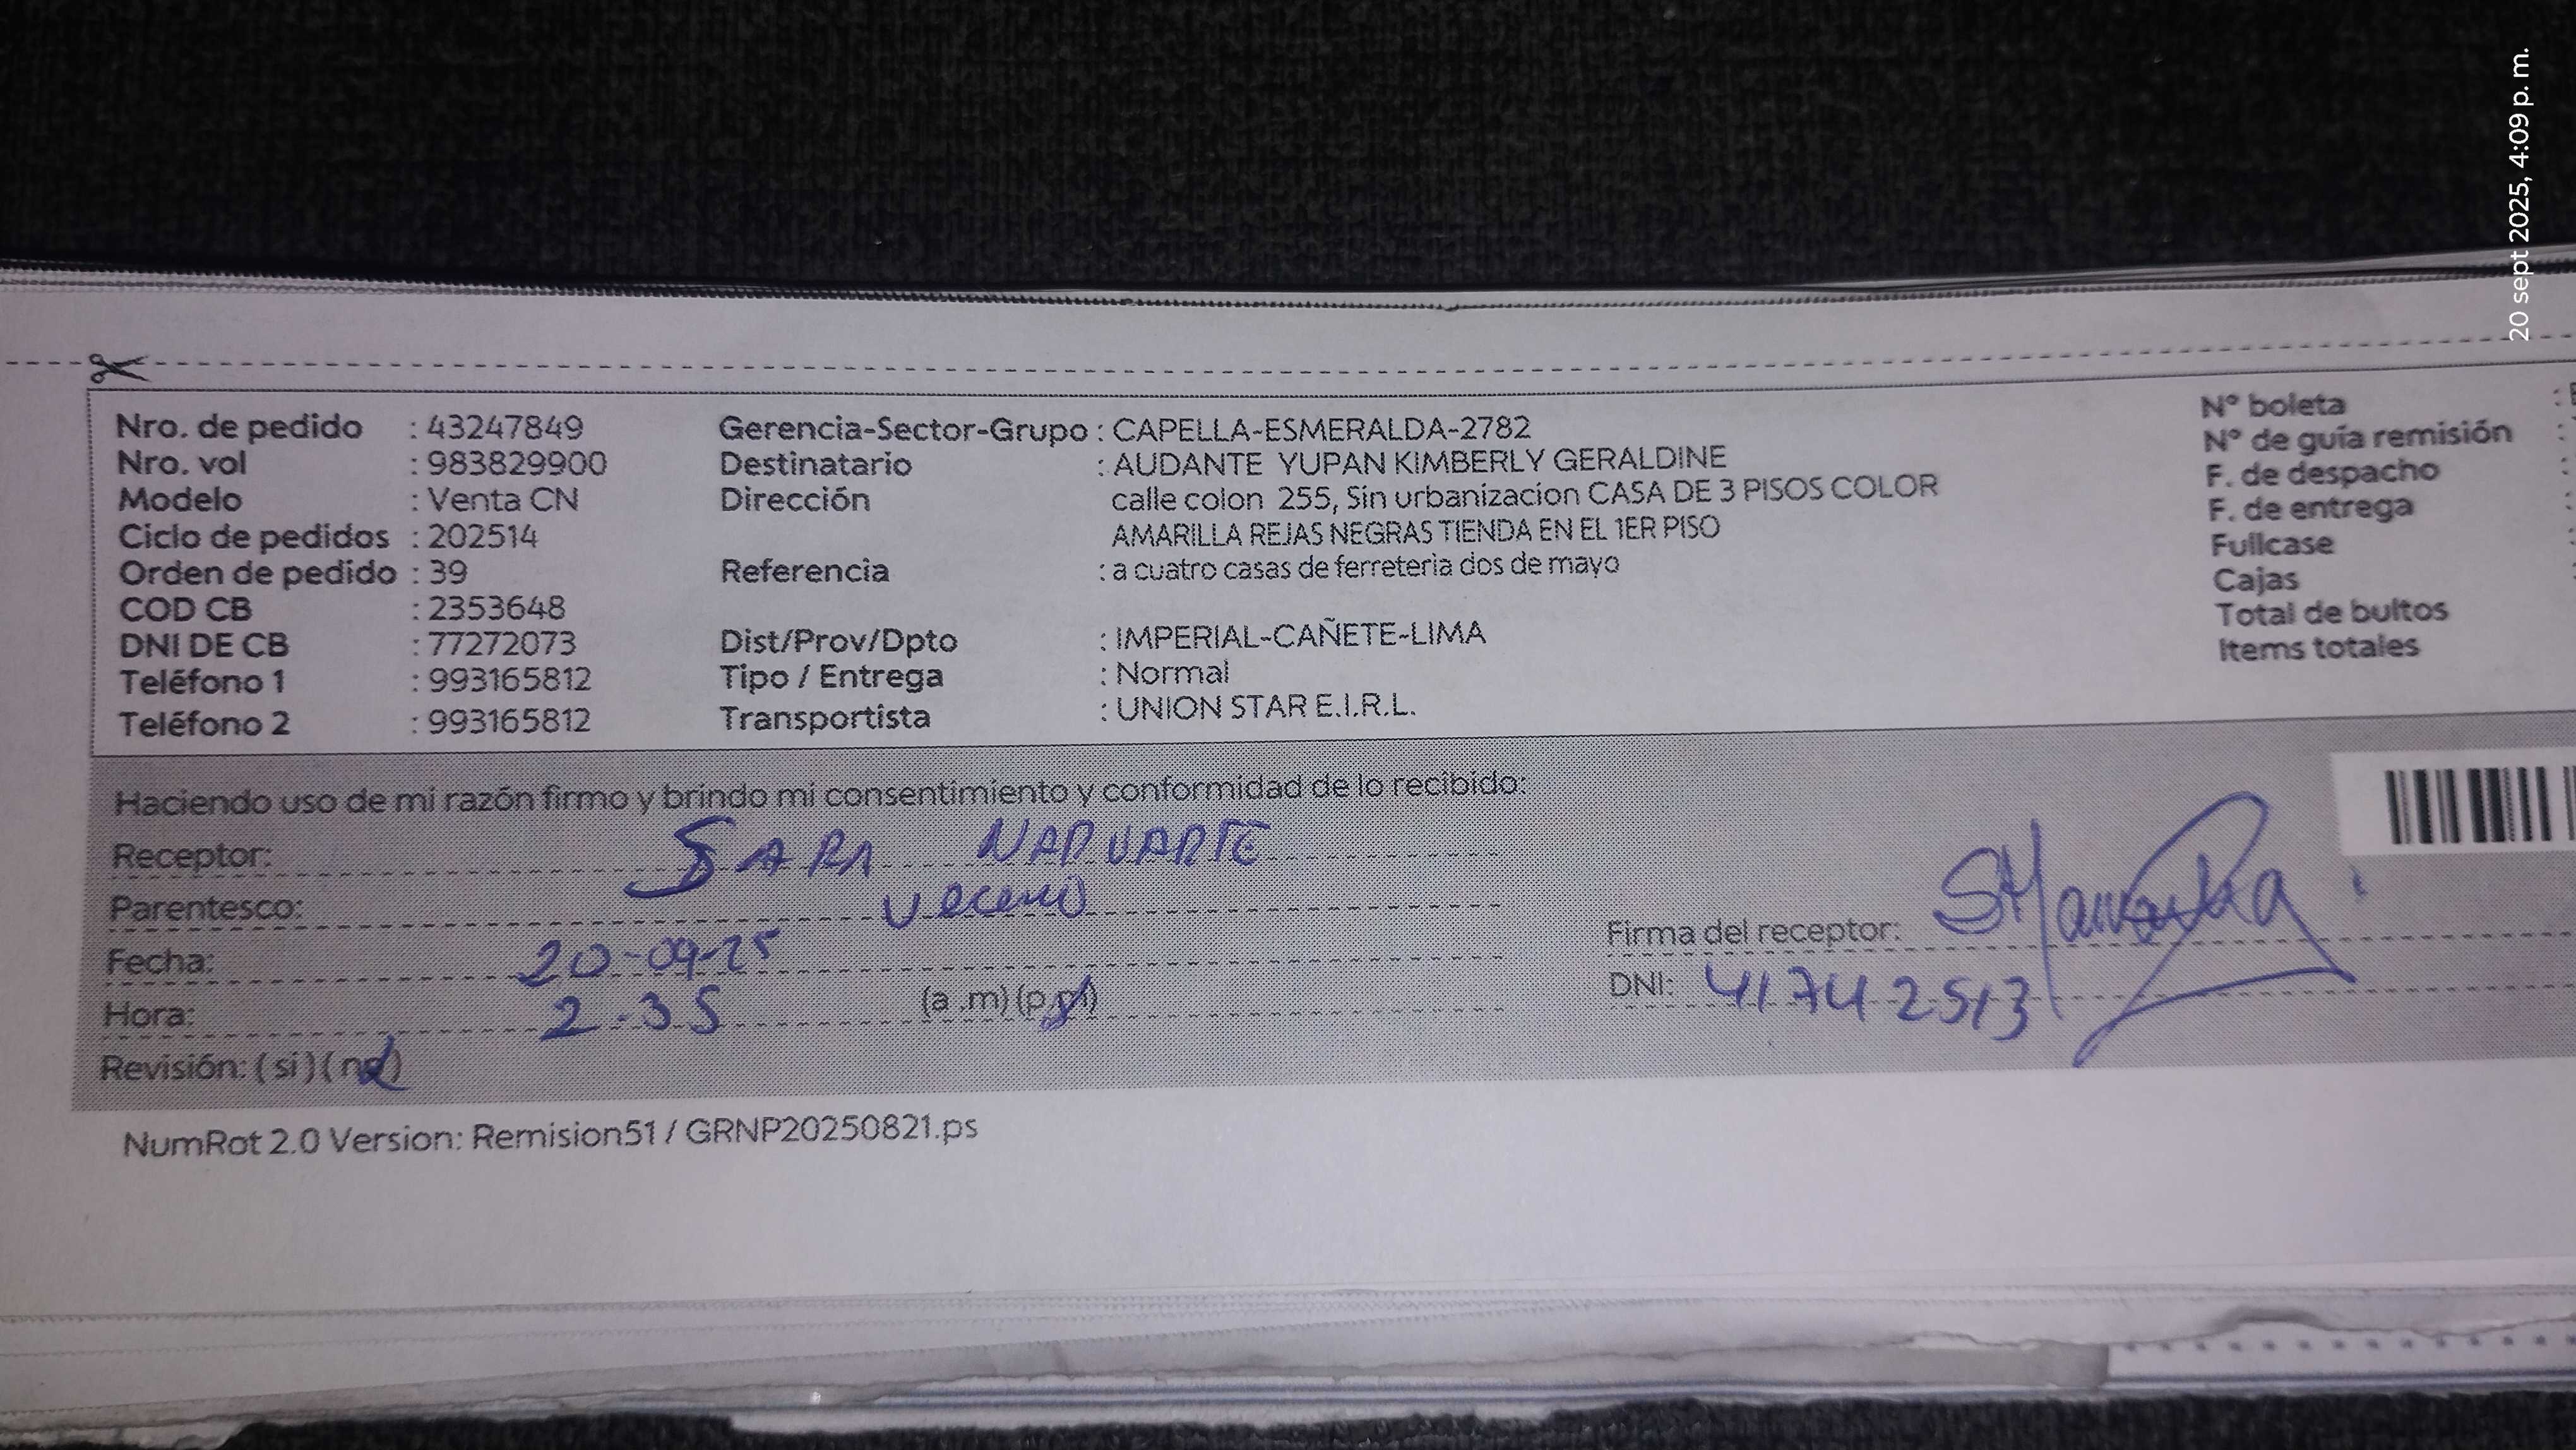 20 sept 2025, 4:09 p. m.
Nro. de pedido : 43247849
Nro. vol : 983829900
Modelo : Venta CN
Ciclo de pedidos : 202514
Orden de pedido : 39
COD CB : 2353648
DNI DE CB : 77272073
Teléfono 1 : 993165812
Teléfono 2 : 993165812
Gerencia-Sector-Grupo : CAPELLA-ESMERALDA-2782
Destinatario : AUDANTE YUPAN KIMBERLY GERALDINE
Dirección calle colon 255, Sin urbanizacion CASA DE 3 PISOS COLOR
AMARILLA REJAS NEGRAS TIENDA EN EL 1ER PISO
Referencia : a cuatro casas de ferreteria dos de mayo
Dist/Prov/Dpto : IMPERIAL-CAÑETE-LIMA
Tipo / Entrega : Normal
Transportista : UNION STAR E.I.R.L.
N° boleta :
N° de guía remisión :
F. de despacho :
F. de entrega :
Fullcase :
Cajas
Total de bultos
Items totales
Haciendo uso de mi razón firmo y brindo mi consentimiento y conformidad de lo recibido:
Receptor: SARA NARVARTE
Parentesco: vecino
Fecha: 20-09-25
Hora: 2.35 (a .m) (p.m)
Revisión: ( si ) ( no )
Firma del receptor:
DNI: 41742513
NumRot 2.0 Version: Remision51 / GRNP20250821.ps